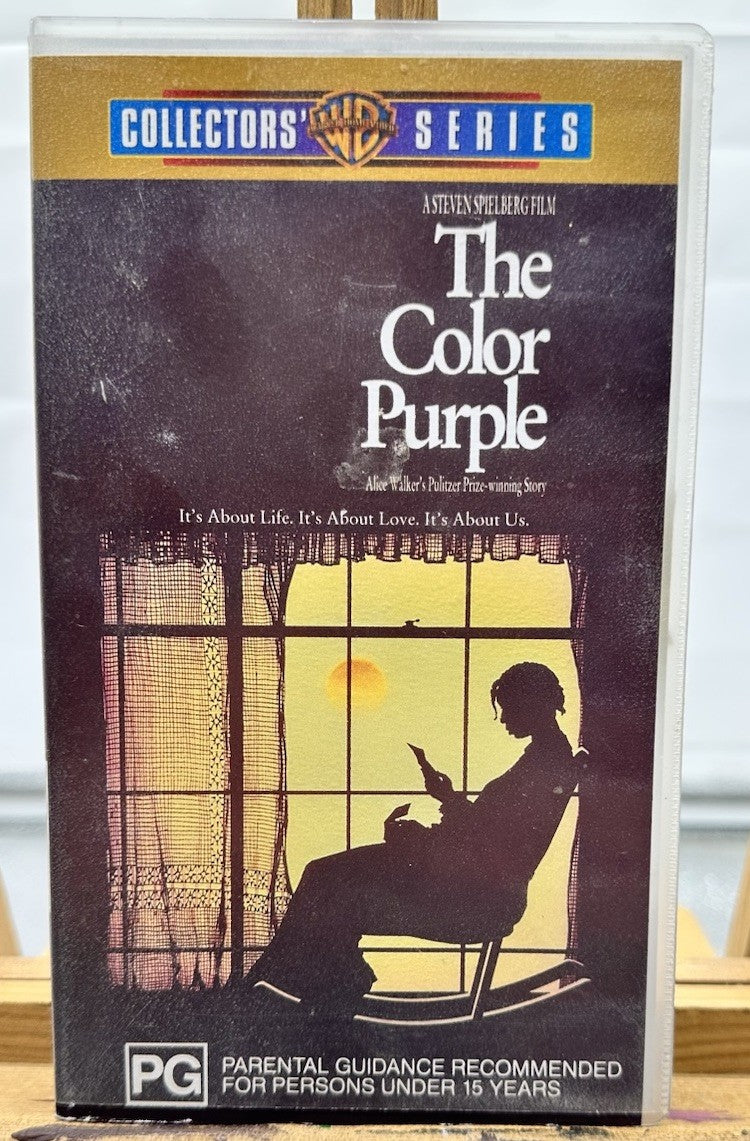 COLLECTORS' WB SERIES
A STEVEN SPIELBERG FILM
The
Color
Purple
Alice Walker's Pulitzer Prize-winning Story
It's About Life. It's About Love. It's About Us.
PG
PARENTAL GUIDANCE RECOMMENDED
FOR PERSONS UNDER 15 YEARS